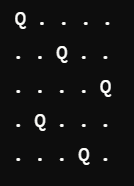 Q . . . .
. . Q . .
. . . . Q
. Q . . .
. . . Q .